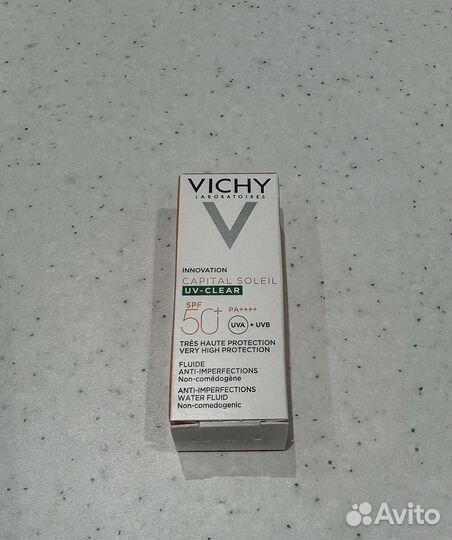 VICHY
LABORATOIRES
INNOVATION
CAPITAL SOLEIL
UV-CLEAR
SPF
50+ PA++++
UVA + UVB
TRÈS HAUTE PROTECTION
VERY HIGH PROTECTION
FLUIDE
ANTI-IMPERFECTIONS
Non-comédogène
ANTI-IMPERFECTIONS
WATER FLUID
Non-comedogenic
Avito